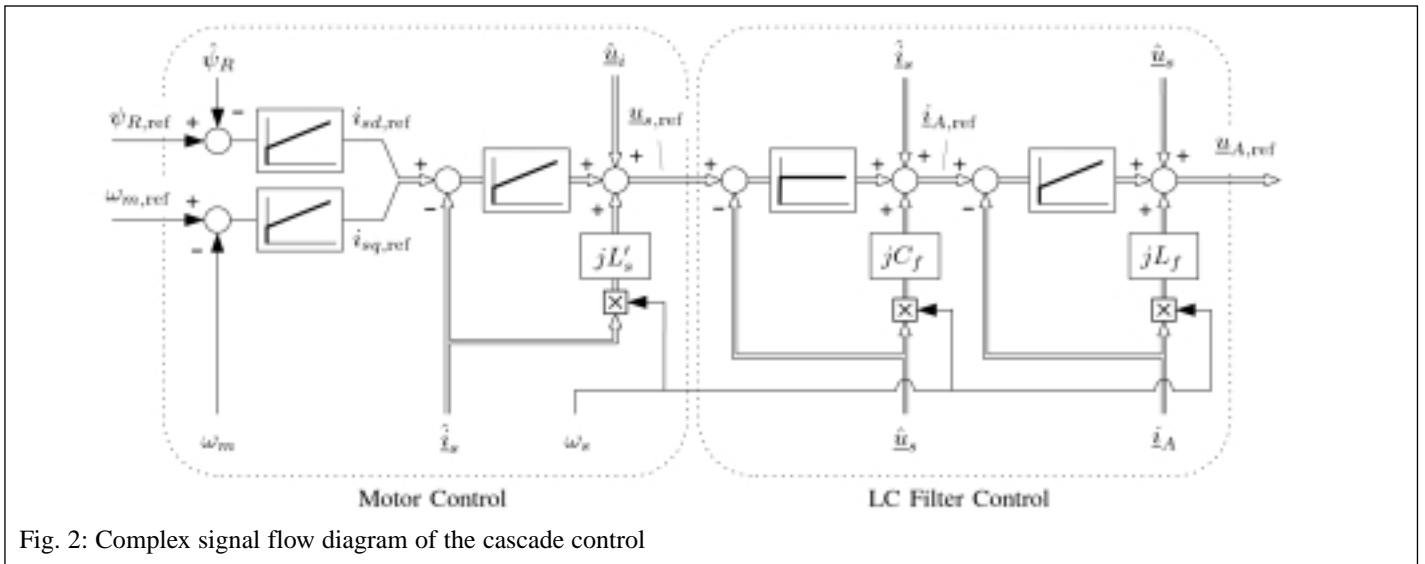 ψ̂_R
û_i
î_s
û_s
ψ_R,ref
+
−
i_sd,ref
u_s,ref
i_A,ref
u_A,ref
+
+
+
+
+
+
+
+
+
+
−
−
−
ω_m,ref
+
−
i_sq,ref
+
+
+
jL′_s
jC_f
jL_f
×
×
×
ω_m
î_s
ω_s
û_s
i_A
Motor Control
LC Filter Control
Fig. 2: Complex signal flow diagram of the cascade control